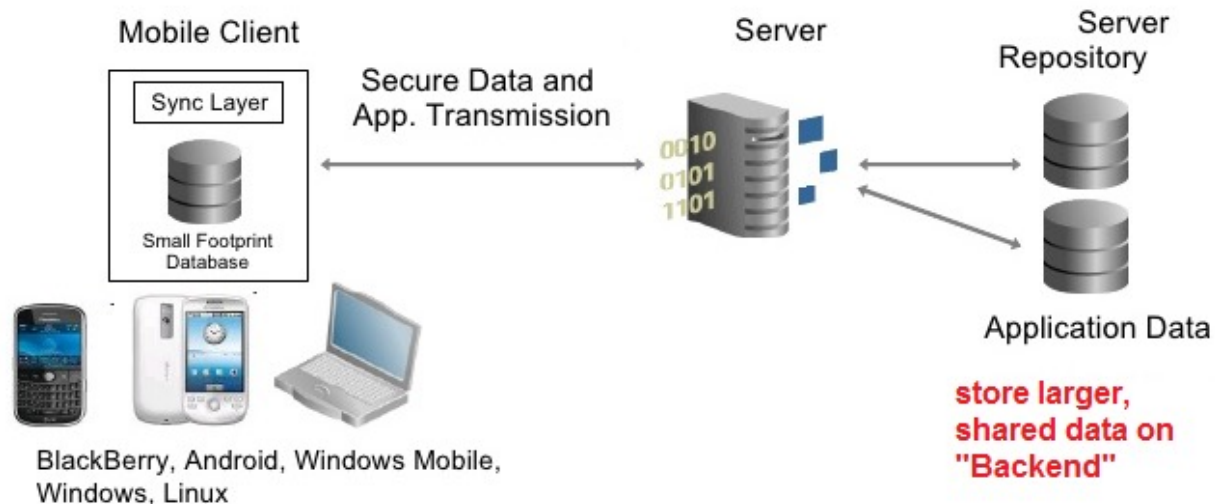 Mobile Client
Sync Layer
Small Footprint
Database
Secure Data and
App. Transmission
Server
0010
0101
1101
Server
Repository
Application Data
store larger,
shared data on
"Backend"
BlackBerry, Android, Windows Mobile,
Windows, Linux